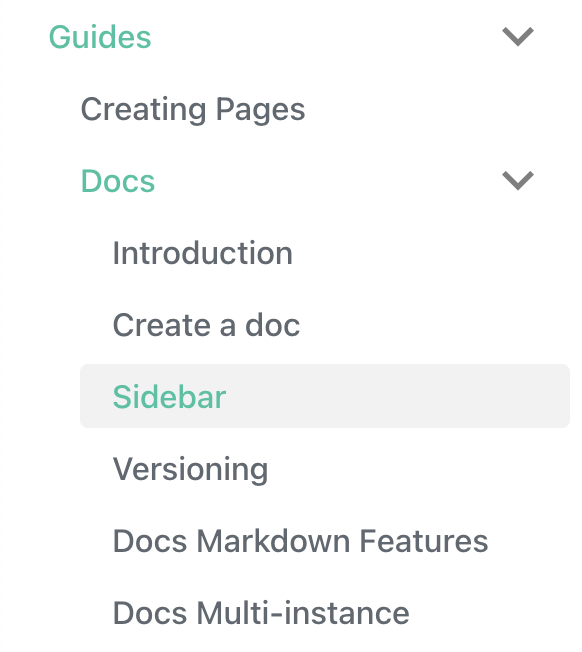 Guides
Creating Pages
Docs
Introduction
Create a doc
Sidebar
Versioning
Docs Markdown Features
Docs Multi-instance